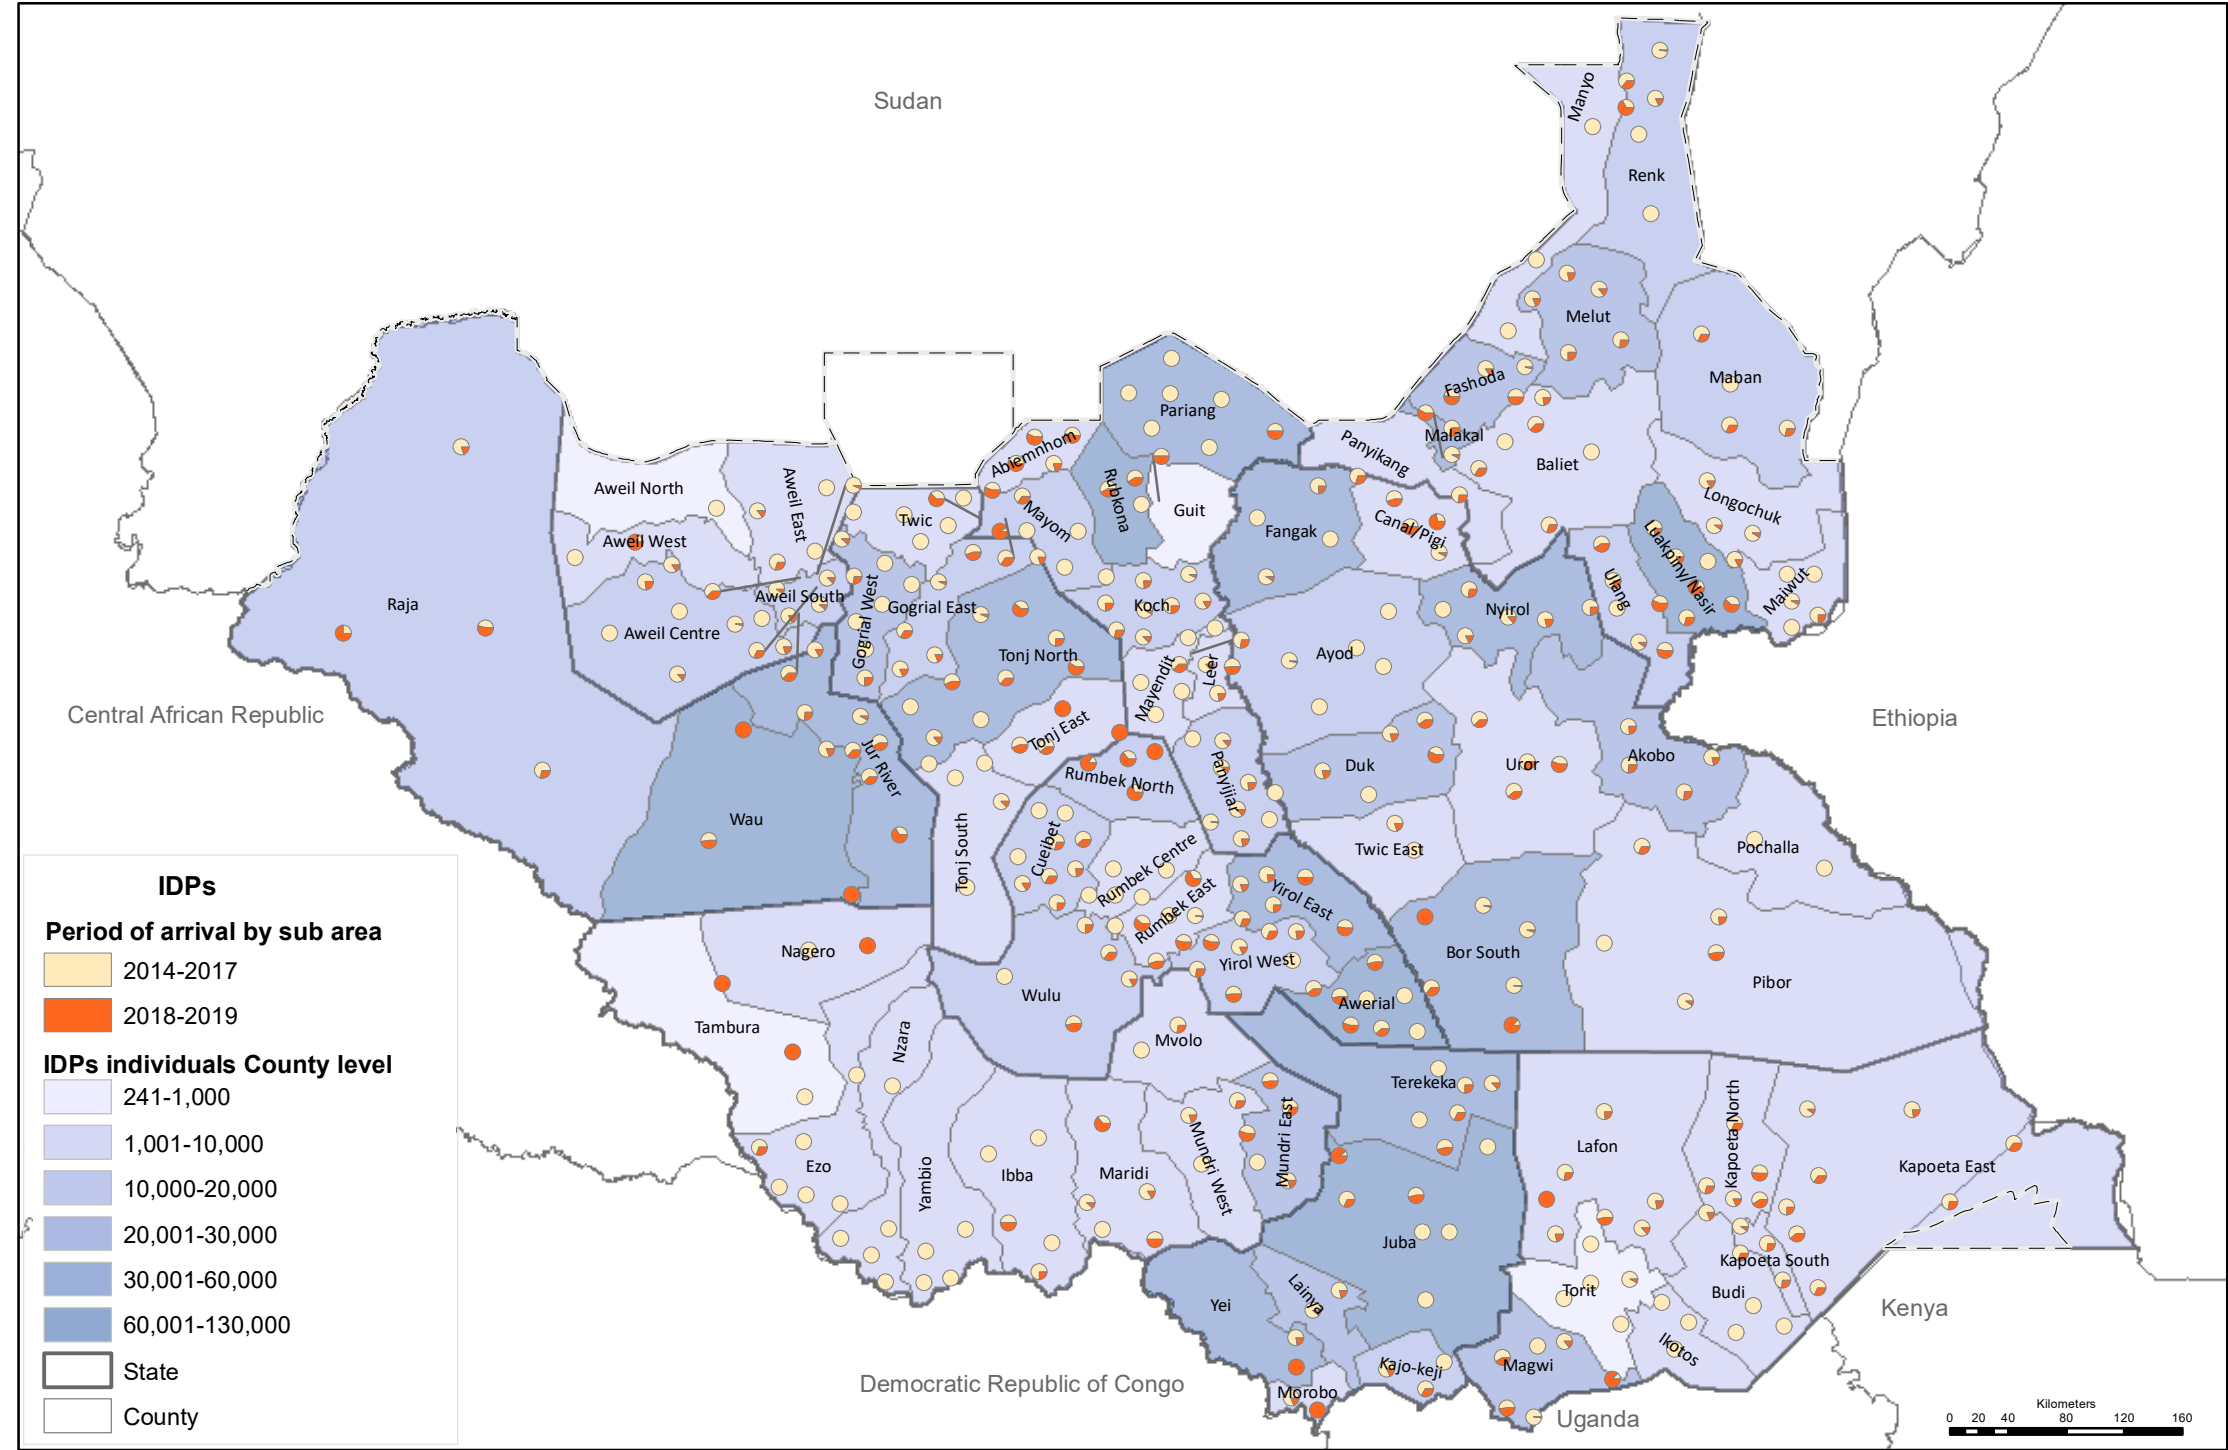 Sudan
Manyo
Renk
Melut
Maban
Fashoda
Malakal
Pariang
Panyikang
Baliet
Abiemnhom
Rubkona
Guit
Longochuk
Aweil North
Aweil East
Twic
Mayom
Fangak
Canal/Pigi
Luakpiny/Nasir
Aweil West
Ulang
Maiwut
Raja
Aweil South
Gogrial West
Gogrial East
Koch
Nyirol
Aweil Centre
Tonj North
Mayendit
Leer
Ayod
Central African Republic
Ethiopia
Tonj East
Jur River
Rumbek North
Panyijiar
Duk
Uror
Akobo
Wau
Tonj South
Cueibet
Rumbek Centre
Twic East
Pochalla
Rumbek East
Yirol East
Nagero
Yirol West
Bor South
Pibor
Wulu
Awerial
Tambura
Nzara
Mvolo
Terekeka
Ezo
Yambio
Ibba
Maridi
Mundri West
Mundri East
Lafon
Kapoeta North
Kapoeta East
Juba
Kapoeta South
Yei
Lainya
Torit
Budi
Kenya
Ikotos
Kajo-keji
Magwi
Morobo
Democratic Republic of Congo
Uganda
IDPs
Period of arrival by sub area
2014-2017
2018-2019
IDPs individuals County level
241-1,000
1,001-10,000
10,000-20,000
20,001-30,000
30,001-60,000
60,001-130,000
State
County
Kilometers
0 20 40 80 120 160